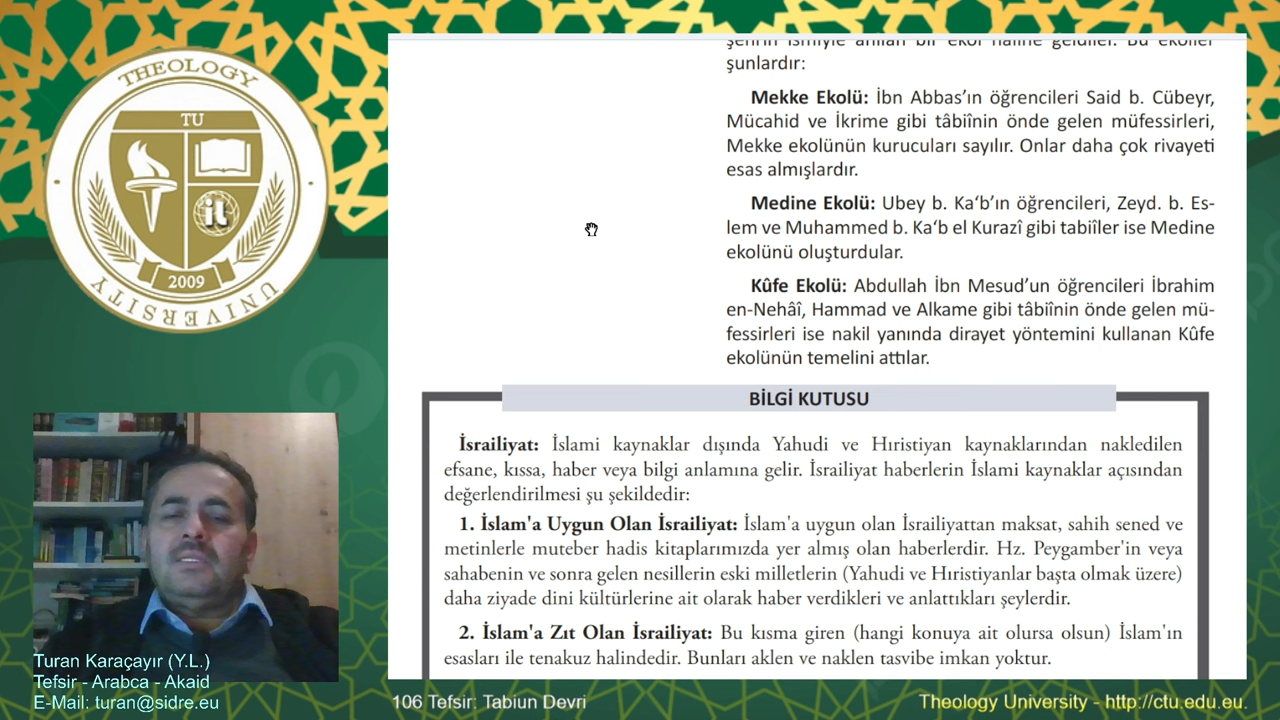 THEOLOGY
TU
it
2009
UNIVERSITY
şehrin ismiyle anılan bir ekol haline geldiler. Bu ekoller
şunlardır:
Mekke Ekolü: İbn Abbas’ın öğrencileri Said b. Cübeyr,
Mücahid ve İkrime gibi tâbiînin önde gelen müfessirleri,
Mekke ekolünün kurucuları sayılır. Onlar daha çok rivayeti
esas almışlardır.
Medine Ekolü: Ubey b. Ka‘b’ın öğrencileri, Zeyd. b. Es-
lem ve Muhammed b. Ka‘b el Kurazî gibi tabiîler ise Medine
ekolünü oluşturdular.
Kûfe Ekolü: Abdullah İbn Mesud’un öğrencileri İbrahim
en-Nehâî, Hammad ve Alkame gibi tâbiînin önde gelen mü-
fessirleri ise nakil yanında dirayet yöntemini kullanan Kûfe
ekolünün temelini attılar.
BİLGİ KUTUSU
İsrailiyat: İslami kaynaklar dışında Yahudi ve Hıristiyan kaynaklarından nakledilen
efsane, kıssa, haber veya bilgi anlamına gelir. İsrailiyat haberlerin İslami kaynaklar açısından
değerlendirilmesi şu şekildedir:
1. İslam'a Uygun Olan İsrailiyat: İslam'a uygun olan İsrailiyattan maksat, sahih sened ve
metinlerle muteber hadis kitaplarımızda yer almış olan haberlerdir. Hz. Peygamber'in veya
sahabenin ve sonra gelen nesillerin eski milletlerin (Yahudi ve Hıristiyanlar başta olmak üzere)
daha ziyade dini kültürlerine ait olarak haber verdikleri ve anlattıkları şeylerdir.
2. İslam'a Zıt Olan İsrailiyat: Bu kısma giren (hangi konuya ait olursa olsun) İslam'ın
esasları ile tenakuz halindedir. Bunları aklen ve naklen tasvibe imkan yoktur.
Turan Karaçayır (Y.L.)
Tefsir - Arabca - Akaid
E-Mail: turan@sidre.eu
106 Tefsir: Tabiun Devri
Theology University - http://ctu.edu.eu.